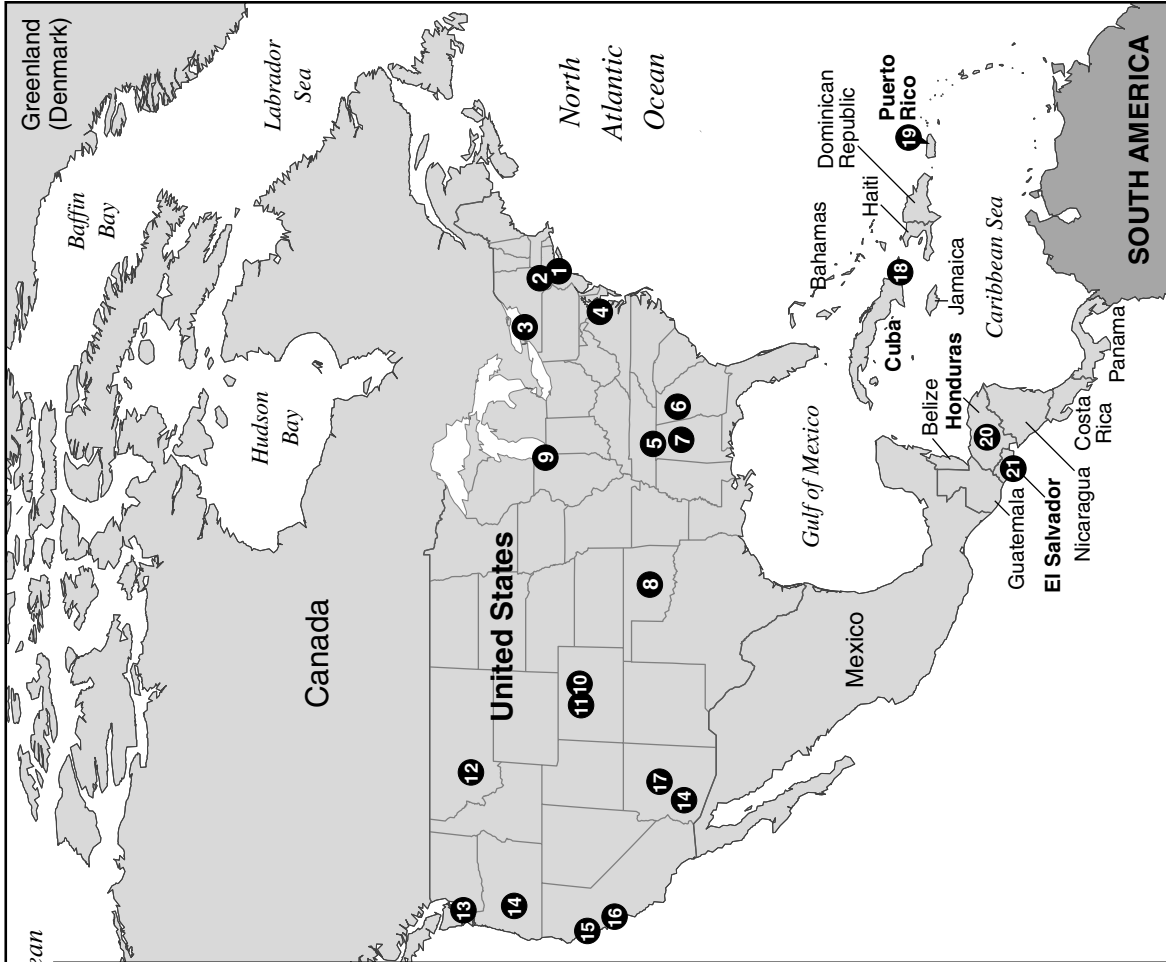 Greenland
(Denmark)
Baffin
Bay
Labrador
Sea
Hudson
Bay
Canada
North
Atlantic
Ocean
ean
United States
1
2
3
4
5
6
7
8
9
10
11
12
13
14
15
16
17
14
Gulf of Mexico
Mexico
Bahamas
Cuba
18
Haiti
Dominican
Republic
Puerto
Rico
19
Jamaica
Caribbean Sea
Belize
Honduras
20
21
Guatemala
El Salvador
Nicaragua
Costa
Rica
Panama
SOUTH AMERICA